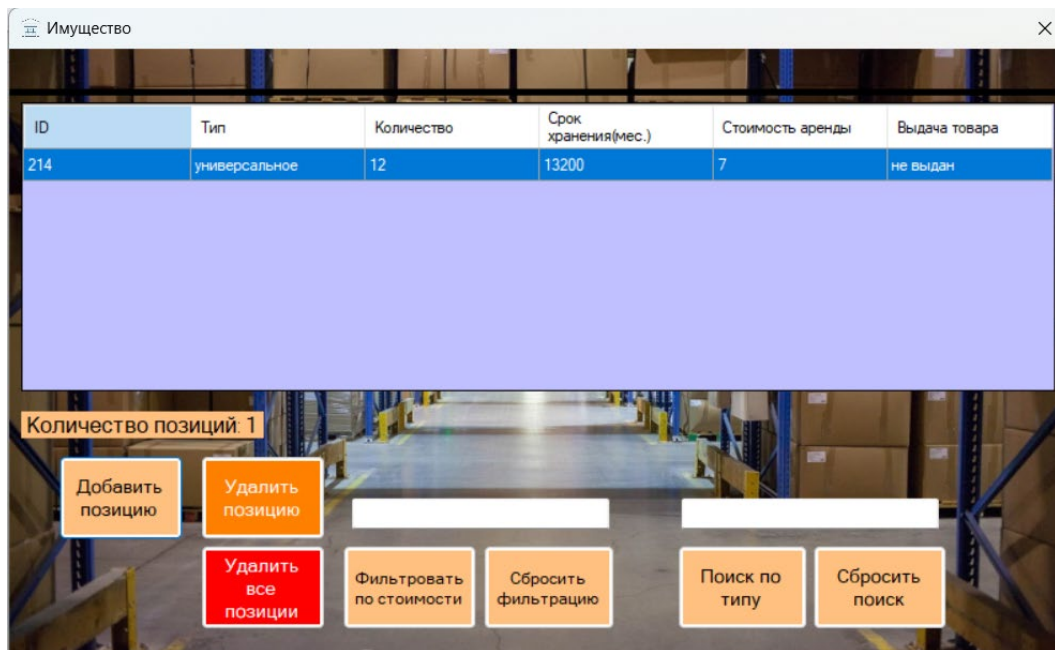 Имущество
ID Тип Количество Срок хранения(мес.) Стоимость аренды Выдача товара
214 универсальное 12 13200 7 не выдан
Количество позиций: 1
Добавить
позицию
Удалить
позицию
Удалить
все
позиции
Фильтровать
по стоимости
Сбросить
фильтрацию
Поиск по
типу
Сбросить
поиск